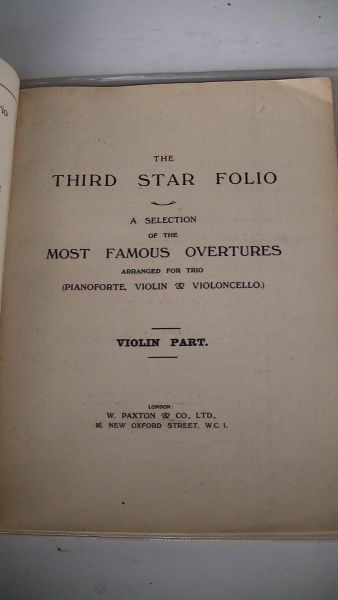 THE
THIRD STAR FOLIO
A SELECTION
OF THE
MOST FAMOUS OVERTURES
ARRANGED FOR TRIO
(PIANOFORTE, VIOLIN & VIOLONCELLO.)
VIOLIN PART.
LONDON:
W. PAXTON & CO., LTD.,
NEW OXFORD STREET, W.C. 1.